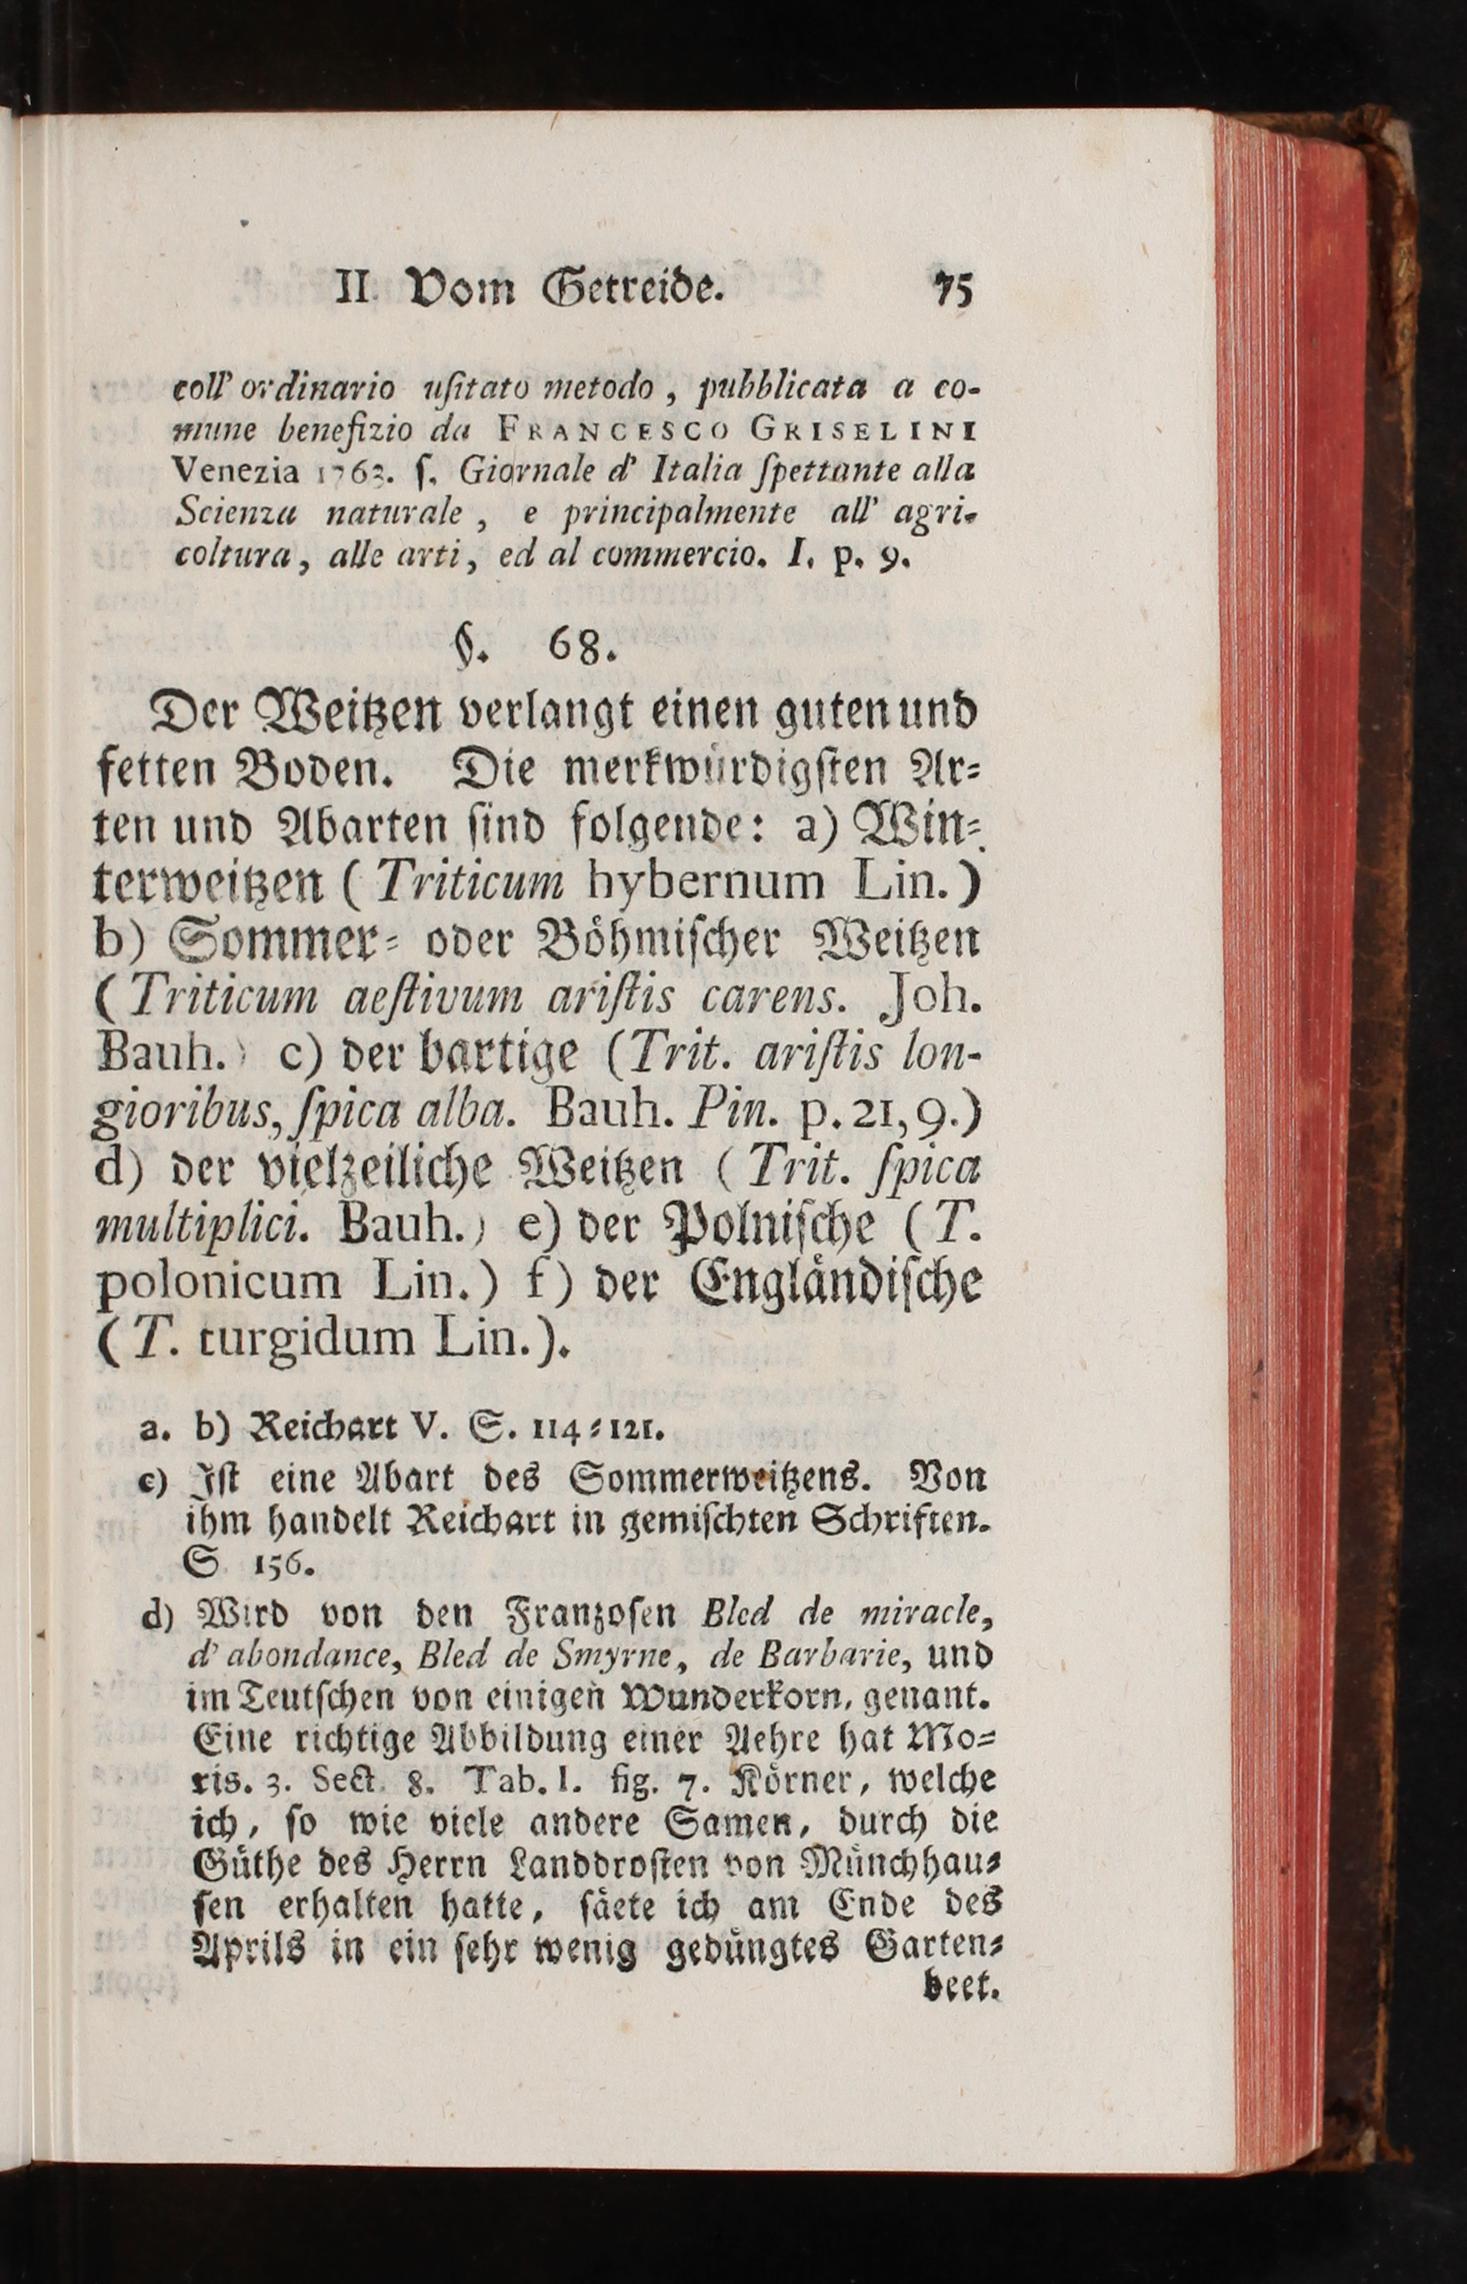 II. Vom Getreide. 75
coll' ordinario uſitato metodo, pubblicata a co-
mune benefizio da FRANCESCO GRISELINI
Venezia 1763. ſ. Giornale d' Italia ſpettante alla
Scienza naturale, e principalmente all' agri-
coltura, alle arti, ed al commercio. I. p. 9.
§. 68.
Der Weitzen verlangt einen guten und
fetten Boden. Die merkwürdigſten Ar=
ten und Abarten ſind folgende: a) Win=
terweitzen (Triticum hybernum Lin.)
b) Sommer= oder Böhmiſcher Weitzen
(Triticum aeſtivum ariſtis carens. Joh.
Bauh.) c) der bartige (Trit. ariſtis lon-
gioribus, ſpica alba. Bauh. Pin. p. 21, 9.)
d) der vielzeiliche Weitzen (Trit. ſpica
multiplici. Bauh.) e) der Polniſche (T.
polonicum Lin.) f) der Engländiſche
(T. turgidum Lin.).
a. b) Reichart V. S. 114=121.
c) Iſt eine Abart des Sommerweitzens. Von
ihm handelt Reichart in gemiſchten Schriften.
S. 156.
d) Wird von den Franzoſen Bled de miracle,
d' abondance, Bled de Smyrne, de Barbarie, und
im Teutſchen von einigen Wunderkorn, genant.
Eine richtige Abbildung einer Aehre hat Mo=
ris. 3. Sect. 8. Tab. I. fig. 7. Körner, welche
ich, ſo wie viele andere Samen, durch die
Güthe des Herrn Landdroſten von Münchhau=
ſen erhalten hatte, ſäete ich am Ende des
Aprils in ein ſehr wenig gedüngtes Garten=
beet.